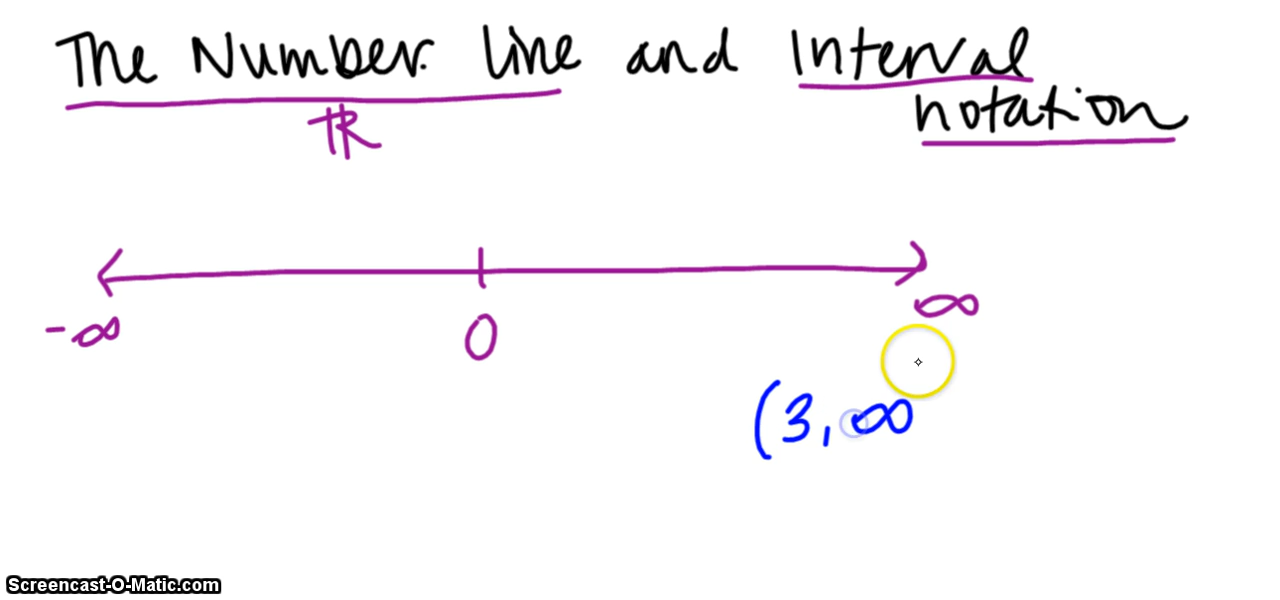 The Number line and Interval
notation
ℝ
-∞ 0 ∞
(3, ∞
Screencast-O-Matic.com